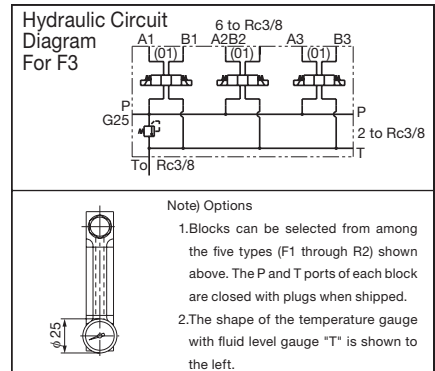 Hydraulic Circuit
Diagram
For F3
6 to Rc3/8
A1 B1 A2B2 A3 B3
(01) (01) (01)
P P
G25
2 to Rc3/8
T
To Rc3/8
Note) Options
1.Blocks can be selected from among
the five types (F1 through R2) shown
above. The P and T ports of each block
are closed with plugs when shipped.
2.The shape of the temperature gauge
with fluid level gauge "T" is shown to
the left.
φ 25